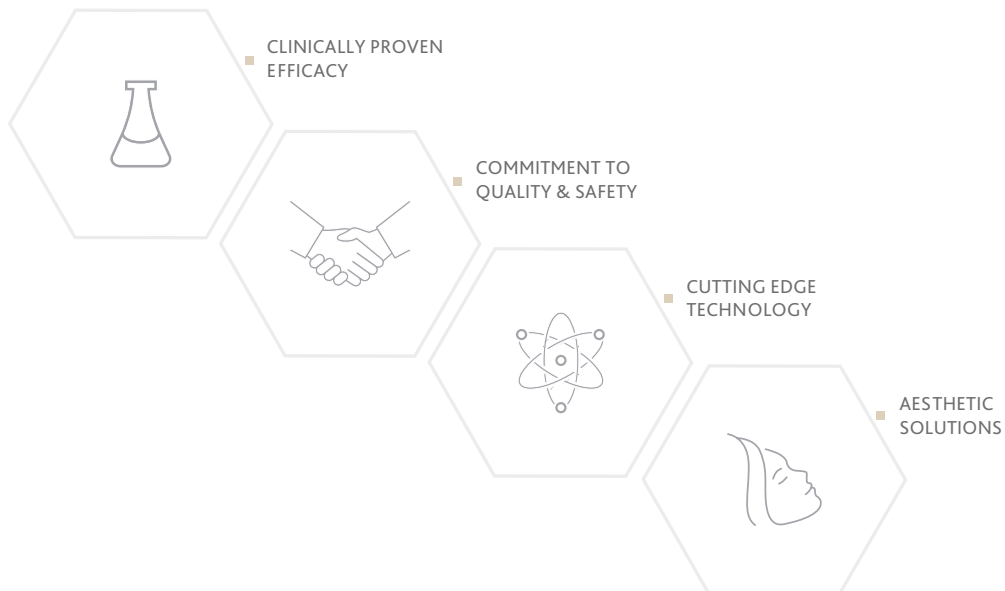 CLINICALLY PROVEN
EFFICACY
COMMITMENT TO
QUALITY & SAFETY
CUTTING EDGE
TECHNOLOGY
AESTHETIC
SOLUTIONS